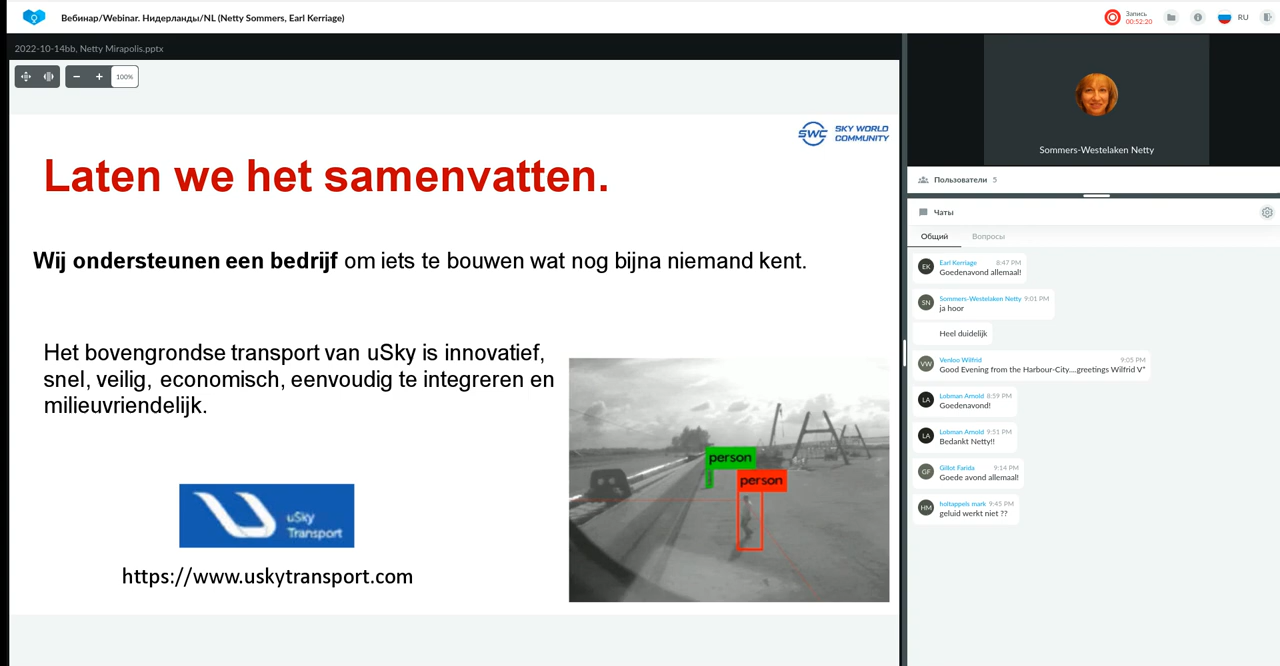 Вебинар/Webinar. Нидерланды/NL (Netty Sommers, Earl Kerriage)
Запись
00:52:20
RU
2022-10-14bb, Netty Mirapolis.pptx
100%
SWC SKY WORLD
COMMUNITY
Laten we het samenvatten.
Wij ondersteunen een bedrijf om iets te bouwen wat nog bijna niemand kent.
Het bovengrondse transport van uSky is innovatief,
snel, veilig, economisch, eenvoudig te integreren en
milieuvriendelijk.
person
person
uSky
Transport
https://www.uskytransport.com
Sommers-Westelaken Netty
Пользователи 5
Чаты
Общий Вопросы
EK Earl Kerriage 8:47 PM
Goedenavond allemaal!
SN Sommers-Westelaken Netty 9:01 PM
ja hoor
Heel duidelijk
VW Venloo Wilfrid 9:05 PM
Good Evening from the Harbour-City....greetings Wilfrid V"
LA Lobman Arnold 8:59 PM
Goedenavond!
LA Lobman Arnold 9:51 PM
Bedankt Netty!!
GF Gillot Farida 9:14 PM
Goede avond allemaal!
HM holtappels mark 9:45 PM
geluid werkt niet ??